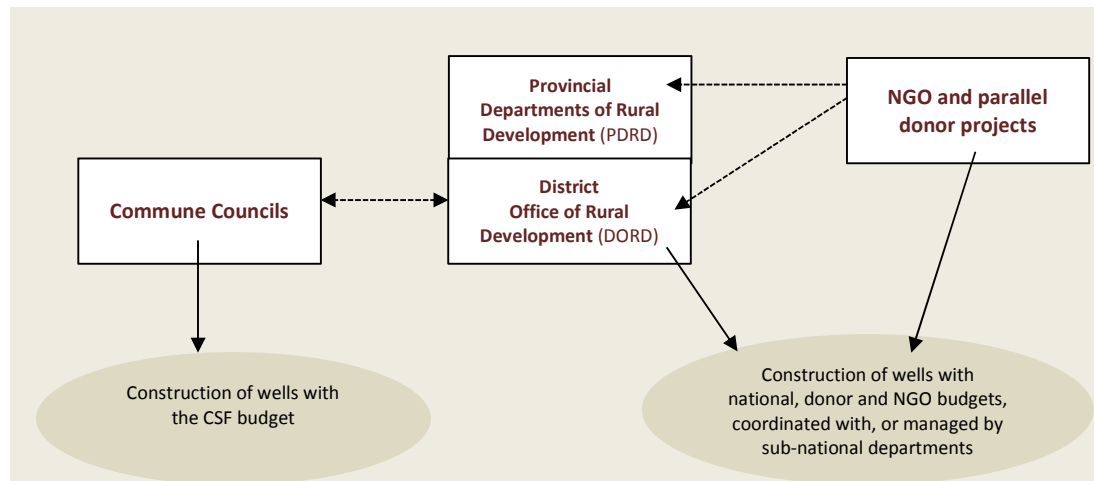 Provincial
Departments of Rural
Development (PDRD)
NGO and parallel
donor projects
Commune Councils
District
Office of Rural
Development (DORD)
Construction of wells with
the CSF budget
Construction of wells with
national, donor and NGO budgets,
coordinated with, or managed by
sub-national departments